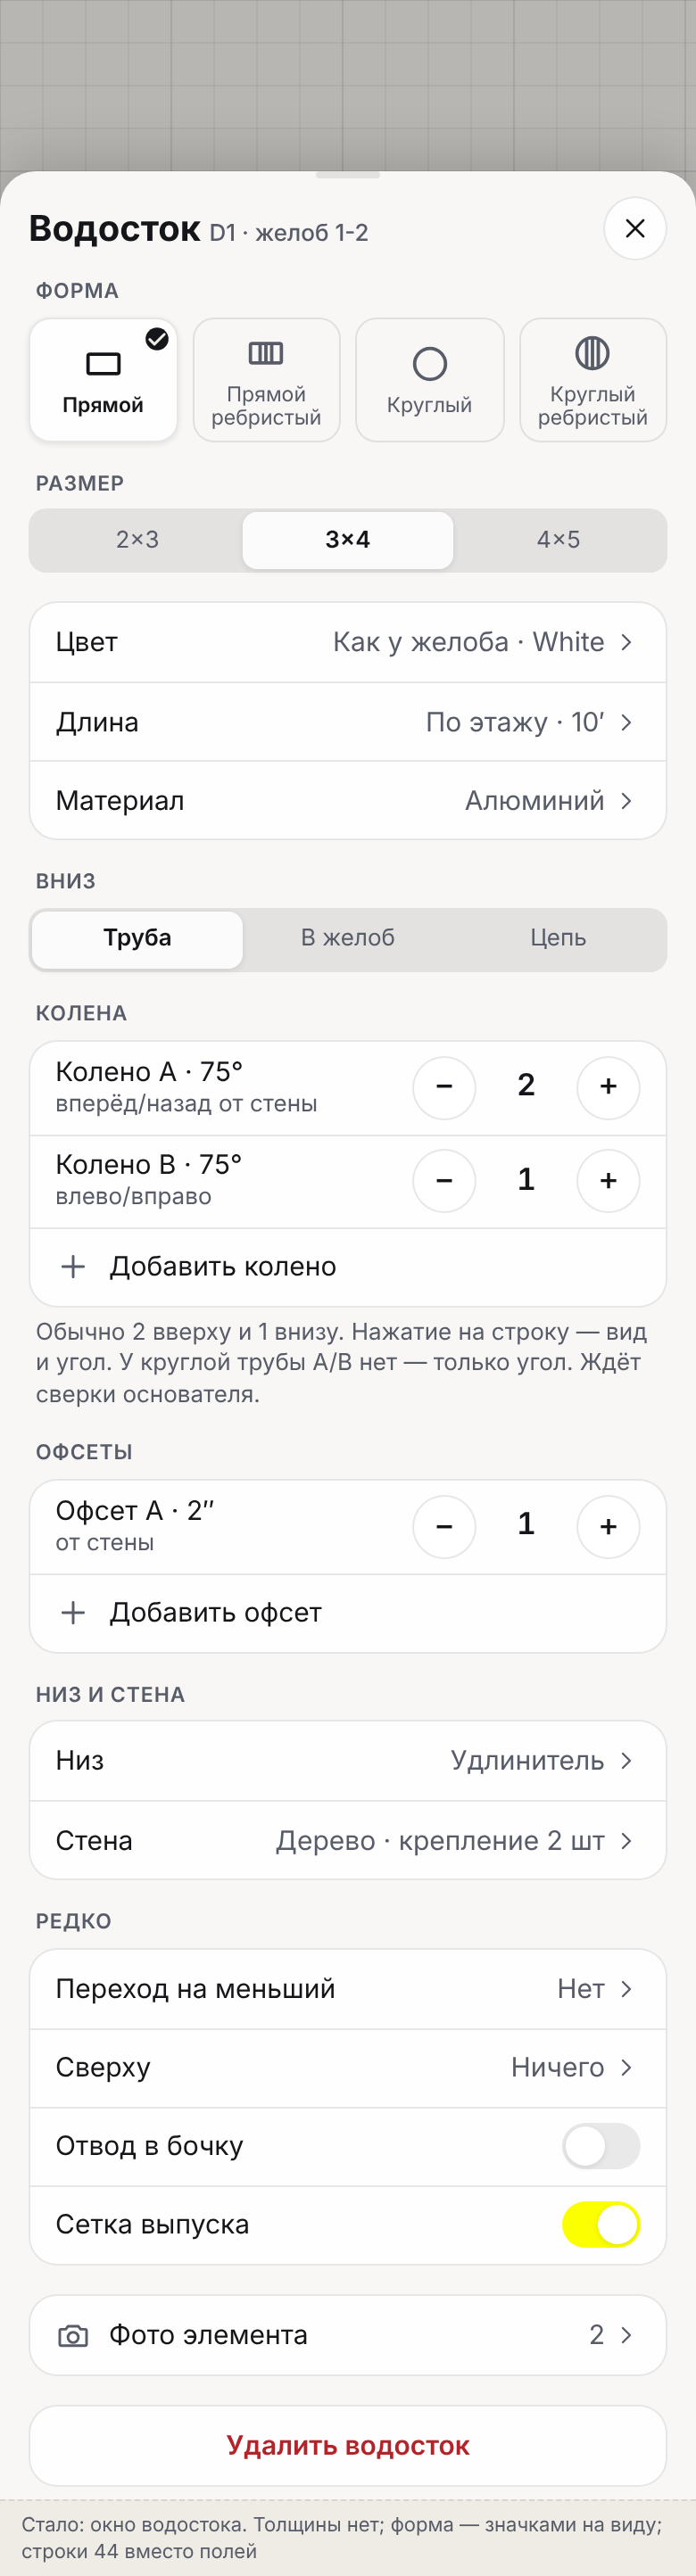 Водосток D1 · желоб 1-2
ФОРМА
Прямой
Прямой
ребристый
Круглый
Круглый
ребристый
РАЗМЕР
2×3 3×4 4×5
Цвет Как у желоба · White
Длина По этажу · 10′
Материал Алюминий
ВНИЗ
Труба В желоб Цепь
КОЛЕНА
Колено A · 75°
вперёд/назад от стены
− 2 +
Колено B · 75°
влево/вправо
− 1 +
+ Добавить колено
Обычно 2 вверху и 1 внизу. Нажатие на строку — вид
и угол. У круглой трубы A/B нет — только угол. Ждёт
сверки основателя.
ОФСЕТЫ
Офсет A · 2″
от стены
− 1 +
+ Добавить офсет
НИЗ И СТЕНА
Низ Удлинитель
Стена Дерево · крепление 2 шт
РЕДКО
Переход на меньший Нет
Сверху Ничего
Отвод в бочку
Сетка выпуска
Фото элемента 2
Удалить водосток
Стало: окно водостока. Толщины нет; форма — значками на виду;
строки 44 вместо полей